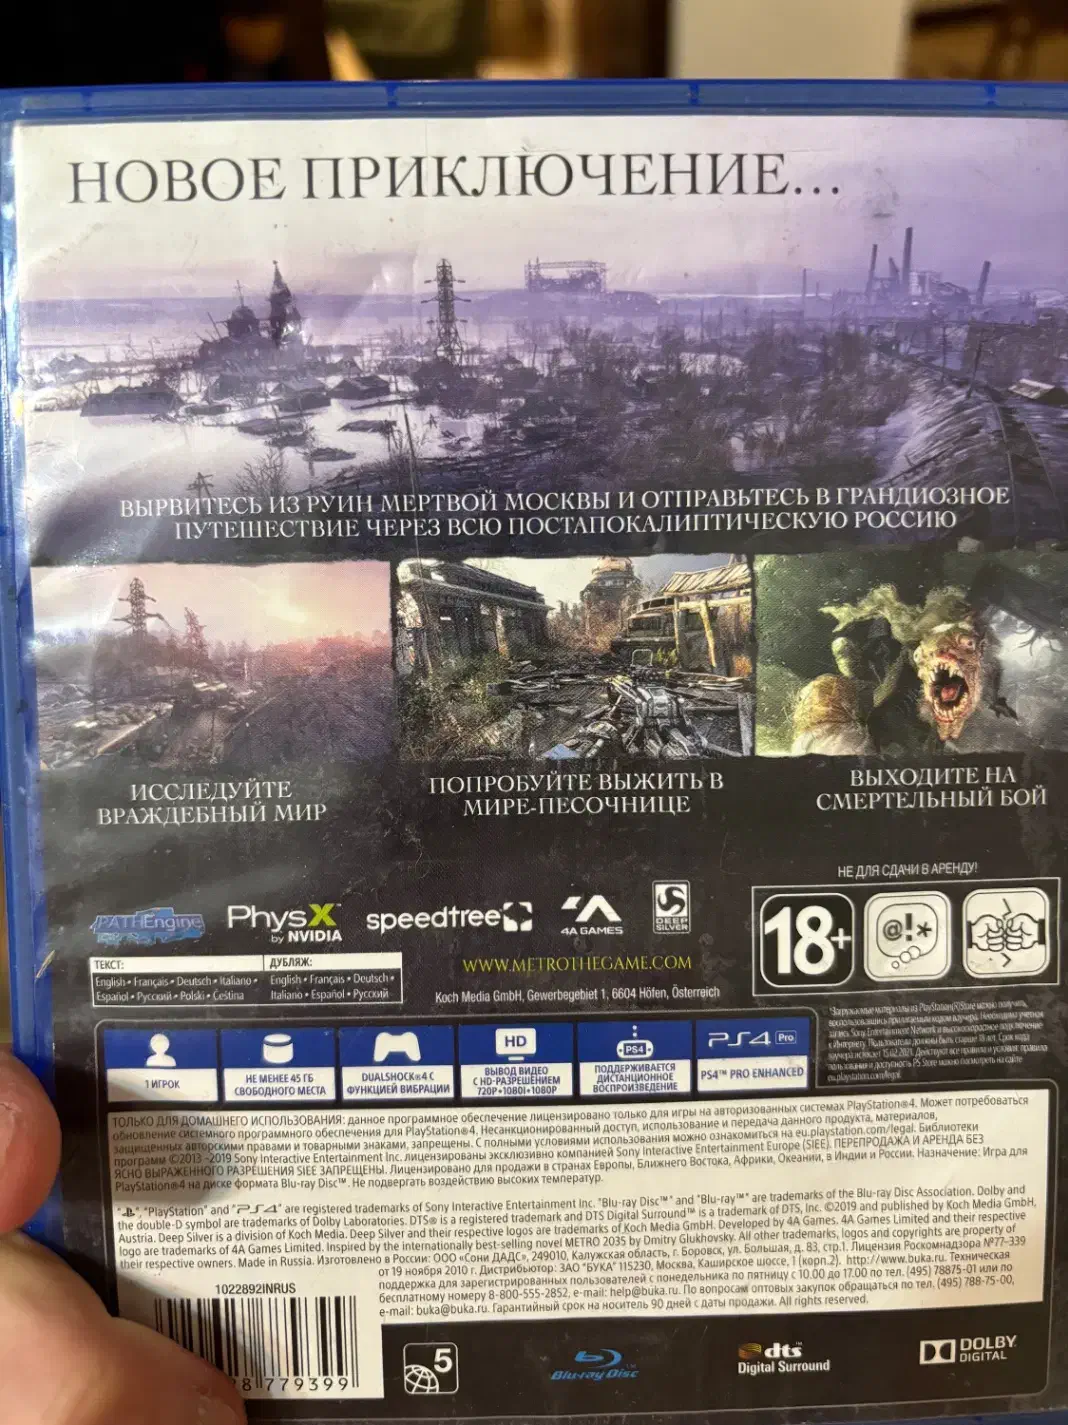 НОВОЕ ПРИКЛЮЧЕНИЕ...
ВЫРВИТЕСЬ ИЗ РУИН МЕРТВОЙ МОСКВЫ И ОТПРАВЬТЕСЬ В ГРАНДИОЗНОЕ
ПУТЕШЕСТВИЕ ЧЕРЕЗ ВСЮ ПОСТАПОКАЛИПТИЧЕСКУЮ РОССИЮ
ИССЛЕДУЙТЕ
ВРАЖДЕБНЫЙ МИР
ПОПРОБУЙТЕ ВЫЖИТЬ В
МИРЕ-ПЕСОЧНИЦЕ
ВЫХОДИТЕ НА
СМЕРТЕЛЬНЫЙ БОЙ
НЕ ДЛЯ СДАЧИ В АРЕНДУ!
PATHEngine
PhysX™
by NVIDIA
speedtree
4A GAMES
DEEP
SILVER
18+
@!*
ТЕКСТ:
English • Français • Deutsch • Italiano •
Español • Русский • Polski • Čeština
ДУБЛЯЖ:
English • Français • Deutsch •
Italiano • Español • Русский
WWW.METROTHEGAME.COM
Koch Media GmbH, Gewerbegebiet 1, 6604 Höfen, Österreich
1 ИГРОК
НЕ МЕНЕЕ 45 ГБ
СВОБОДНОГО МЕСТА
DUALSHOCK®4 С
ФУНКЦИЕЙ ВИБРАЦИИ
HD
ВЫВОД ВИДЕО
С HD-РАЗРЕШЕНИЕМ
720P•1080I•1080P
PS4
ПОДДЕРЖИВАЕТСЯ
ДИСТАНЦИОННОЕ
ВОСПРОИЗВЕДЕНИЕ
PS4 Pro
PS4™ PRO ENHANCED
ТОЛЬКО ДЛЯ ДОМАШНЕГО ИСПОЛЬЗОВАНИЯ: данное программное обеспечение лицензировано только для игры на авторизованных системах PlayStation®4. Может потребоваться
обновление системного программного обеспечения для PlayStation®4. Несанкционированный доступ, использование и передача данного продукта, материалов,
защищенных авторскими правами и товарными знаками, запрещены. С полными условиями использования можно ознакомиться на eu.playstation.com/legal. Библиотеки
программ ©2013-2019 Sony Interactive Entertainment Inc. лицензированы эксклюзивно компанией Sony Interactive Entertainment Europe (SIEE). ПЕРЕПРОДАЖА И АРЕНДА БЕЗ
ЯСНО ВЫРАЖЕННОГО РАЗРЕШЕНИЯ SIEE ЗАПРЕЩЕНЫ. Лицензировано для продажи в странах Европы, Ближнего Востока, Африки, Океании, в Индии и России. Назначение: Игра для
PlayStation®4 на диске формата Blu-ray Disc™. Не подвергать воздействию высоких температур.
"PlayStation" and "PS4" are registered trademarks of Sony Interactive Entertainment Inc. "Blu-ray Disc™" and "Blu-ray™" are trademarks of the Blu-ray Disc Association. Dolby and
the double-D symbol are trademarks of Dolby Laboratories. DTS® is a registered trademark and DTS Digital Surround™ is a trademark of DTS, Inc. ©2019 and published by Koch Media GmbH,
Austria. Deep Silver is a division of Koch Media. Deep Silver and their respective logos are trademarks of Koch Media GmbH. Developed by 4A Games. 4A Games Limited and their respective
logo are trademarks of 4A Games Limited. Inspired by the internationally best-selling novel METRO 2035 by Dmitry Glukhovsky. All other trademarks, logos and copyrights are property of
their respective owners. Made in Russia. Изготовлено в России: ООО «Сони ДАДС», 249010, Калужская область, г. Боровск, ул. Большая, д. 83, стр.1. Лицензия Роскомнадзора №77-339
от 19 ноября 2010 г. Дистрибьютор: ЗАО "БУКА" 115230, Москва, Каширское шоссе, 1 (корп.2). http://www.buka.ru. Техническая
поддержка для зарегистрированных пользователей с понедельника по пятницу с 10.00 до 17.00 по тел. (495) 788-75-01 или по
бесплатному номеру 8-800-555-2852, e-mail: help@buka.ru. По вопросам оптовых закупок обращаться по тел. (495) 788-75-00,
e-mail: buka@buka.ru. Гарантийный срок на носитель 90 дней с даты продажи. All rights reserved.
1022892INRUS
8 779399
5
Blu-ray Disc™
dts™
Digital Surround
DOLBY
DIGITAL